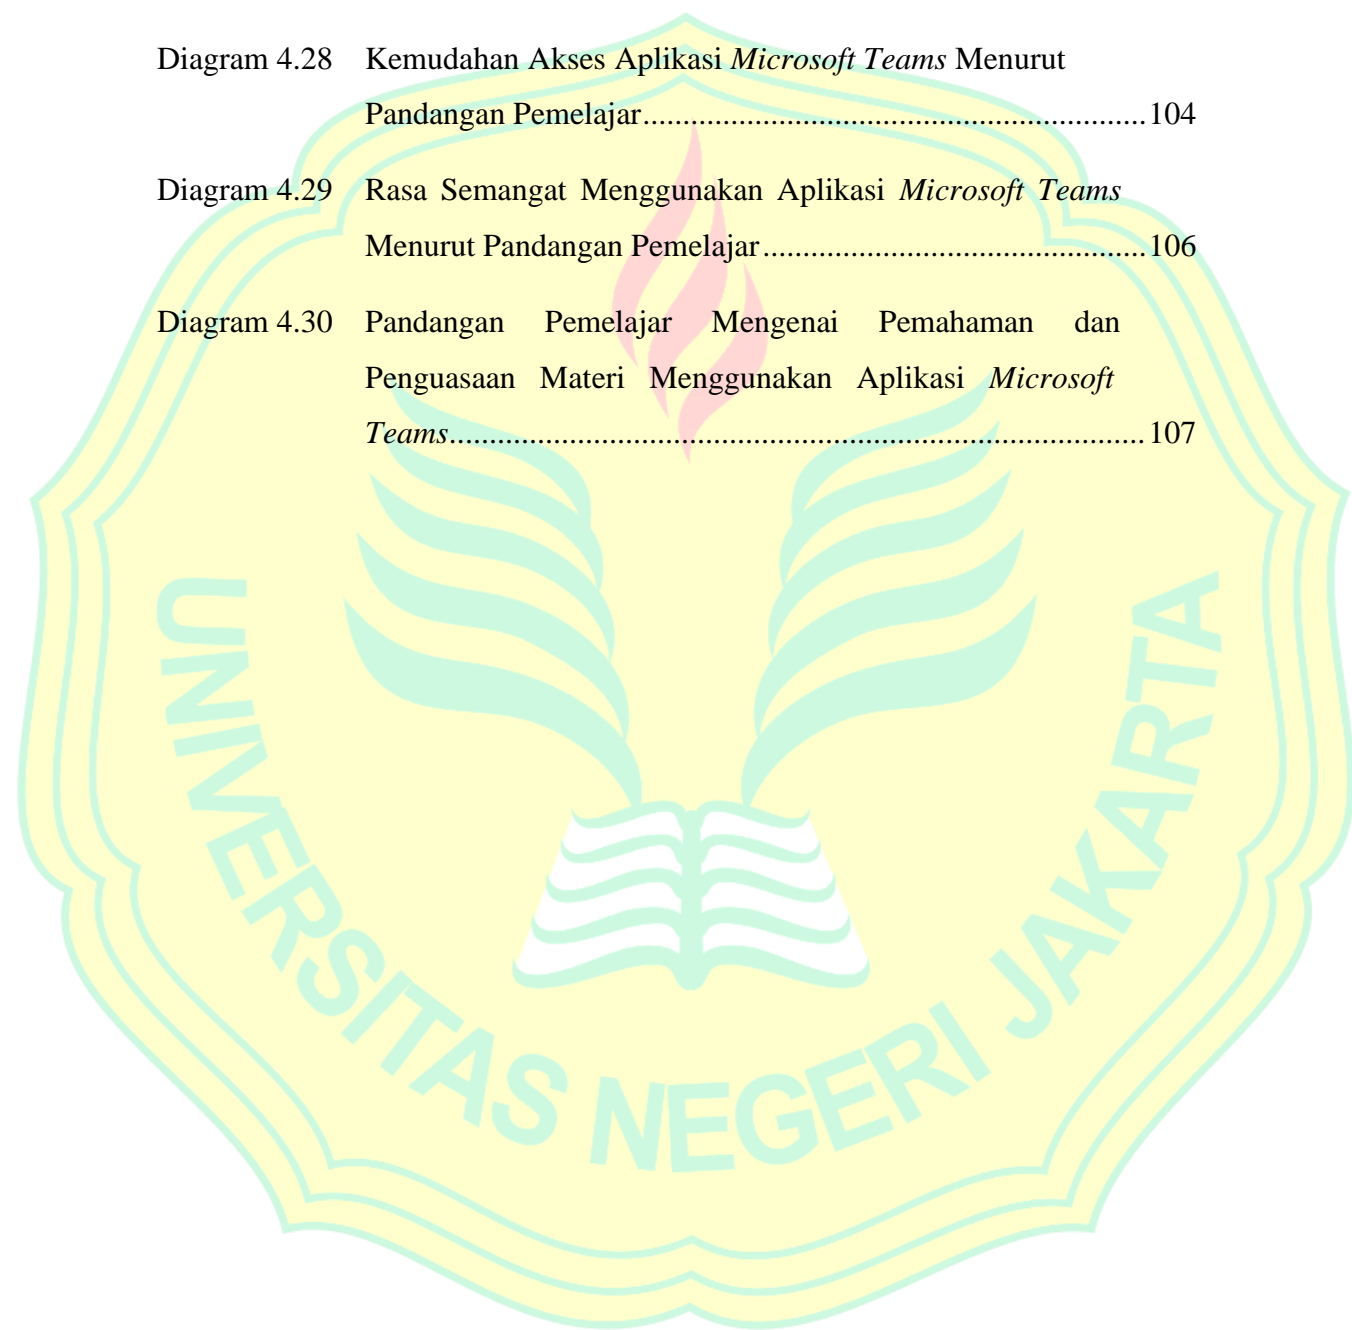 Diagram 4.28 Kemudahan Akses Aplikasi Microsoft Teams Menurut
Pandangan Pemelajar...............................................................104
Diagram 4.29 Rasa Semangat Menggunakan Aplikasi Microsoft Teams
Menurut Pandangan Pemelajar................................................106
Diagram 4.30 Pandangan Pemelajar Mengenai Pemahaman dan
Penguasaan Materi Menggunakan Aplikasi Microsoft
Teams.......................................................................................107
UNIVERSITAS NEGERI JAKARTA